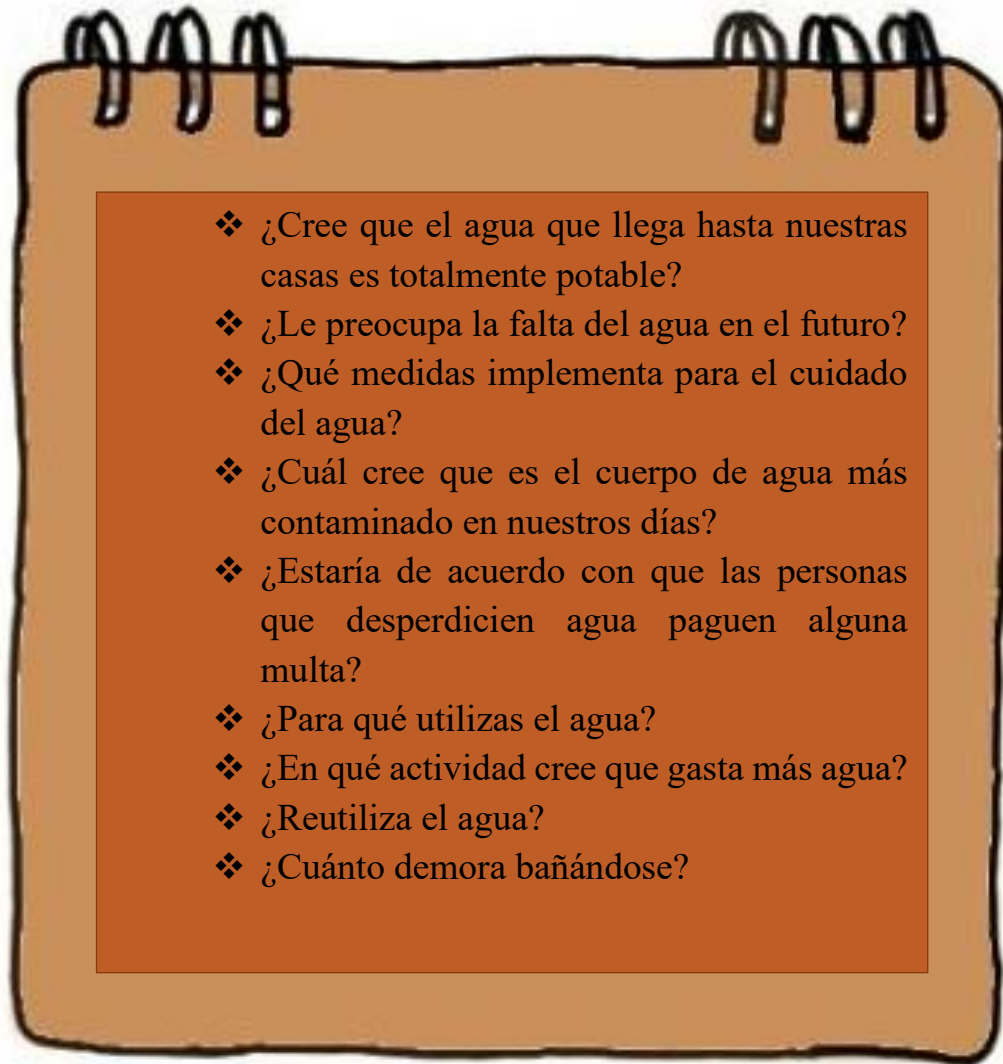 ❖ ¿Cree que el agua que llega hasta nuestras
casas es totalmente potable?
❖ ¿Le preocupa la falta del agua en el futuro?
❖ ¿Qué medidas implementa para el cuidado
del agua?
❖ ¿Cuál cree que es el cuerpo de agua más
contaminado en nuestros días?
❖ ¿Estaría de acuerdo con que las personas
que desperdicien agua paguen alguna
multa?
❖ ¿Para qué utilizas el agua?
❖ ¿En qué actividad cree que gasta más agua?
❖ ¿Reutiliza el agua?
❖ ¿Cuánto demora bañándose?